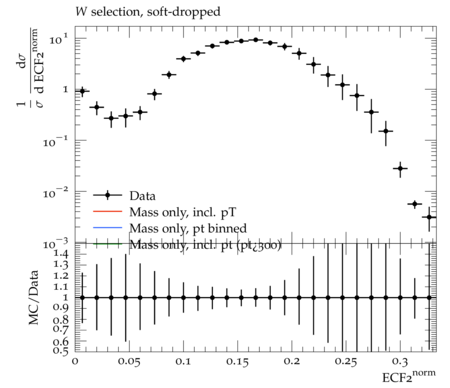 W selection, soft-dropped
1/σ dσ/d ECF2^norm
10^1
1
10^−1
10^−2
10^−3
Data
Mass only, incl. pT
Mass only, pt binned
Mass only, incl. pt (pt¿300)
MC/Data
1.4
1.3
1.2
1.1
1
0.9
0.8
0.7
0.6
0.5
0 0.05 0.1 0.15 0.2 0.25 0.3
ECF2^norm